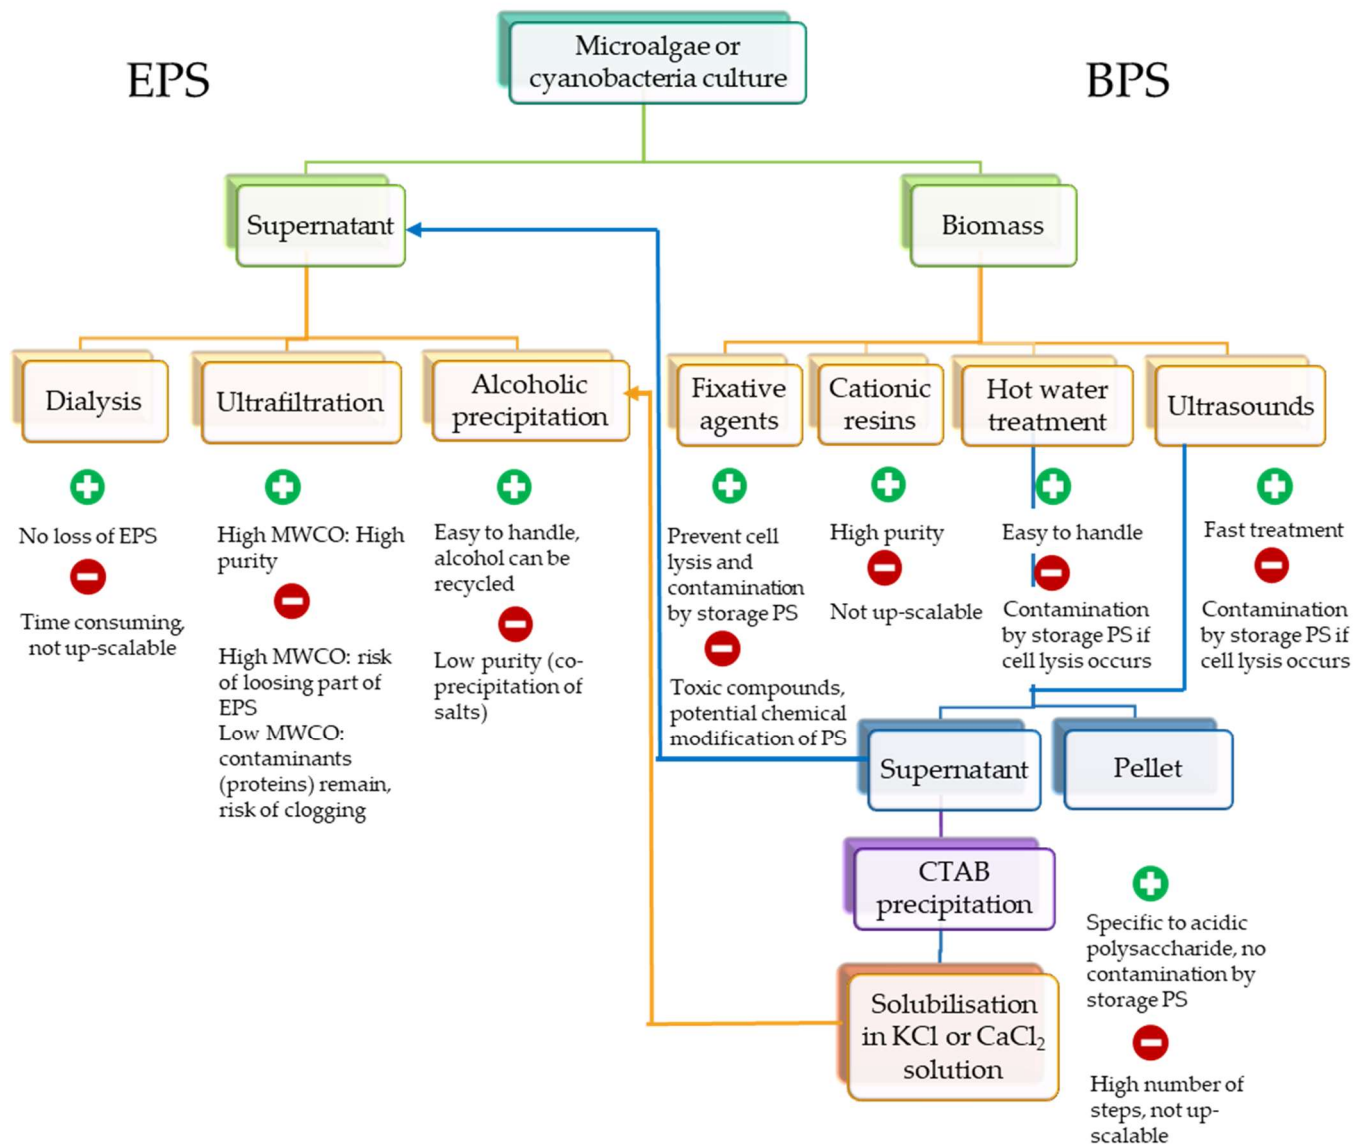 EPS
Microalgae or
cyanobacteria culture
BPS
Supernatant
Biomass
Dialysis
Ultrafiltration
Alcoholic
precipitation
Fixative
agents
Cationic
resins
Hot water
treatment
Ultrasounds
No loss of EPS
Time consuming,
not up-scalable
High MWCO: High
purity
High MWCO: risk
of loosing part of
EPS
Low MWCO:
contaminants
(proteins) remain,
risk of clogging
Easy to handle,
alcohol can be
recycled
Low purity (co-
precipitation of
salts)
Prevent cell
lysis and
contamination
by storage PS
Toxic compounds,
potential chemical
modification of PS
High purity
Not up-scalable
Easy to handle
Contamination
by storage PS if
cell lysis occurs
Fast treatment
Contamination
by storage PS if
cell lysis occurs
Supernatant
Pellet
CTAB
precipitation
Solubilisation
in KCl or CaCl₂
solution
Specific to acidic
polysaccharide, no
contamination by
storage PS
High number of
steps, not up-
scalable